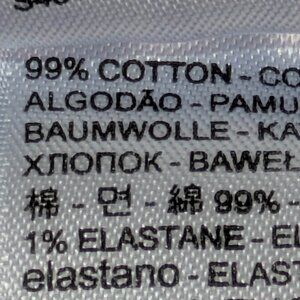 99% COTTON - CO
ALGODÃO - PAMU
BAUMWOLLE - KA
ХЛОПОК - BAWEŁ
棉 - 면 - 綿 99% -
1% ELASTANE - EL
elastano - ELAST